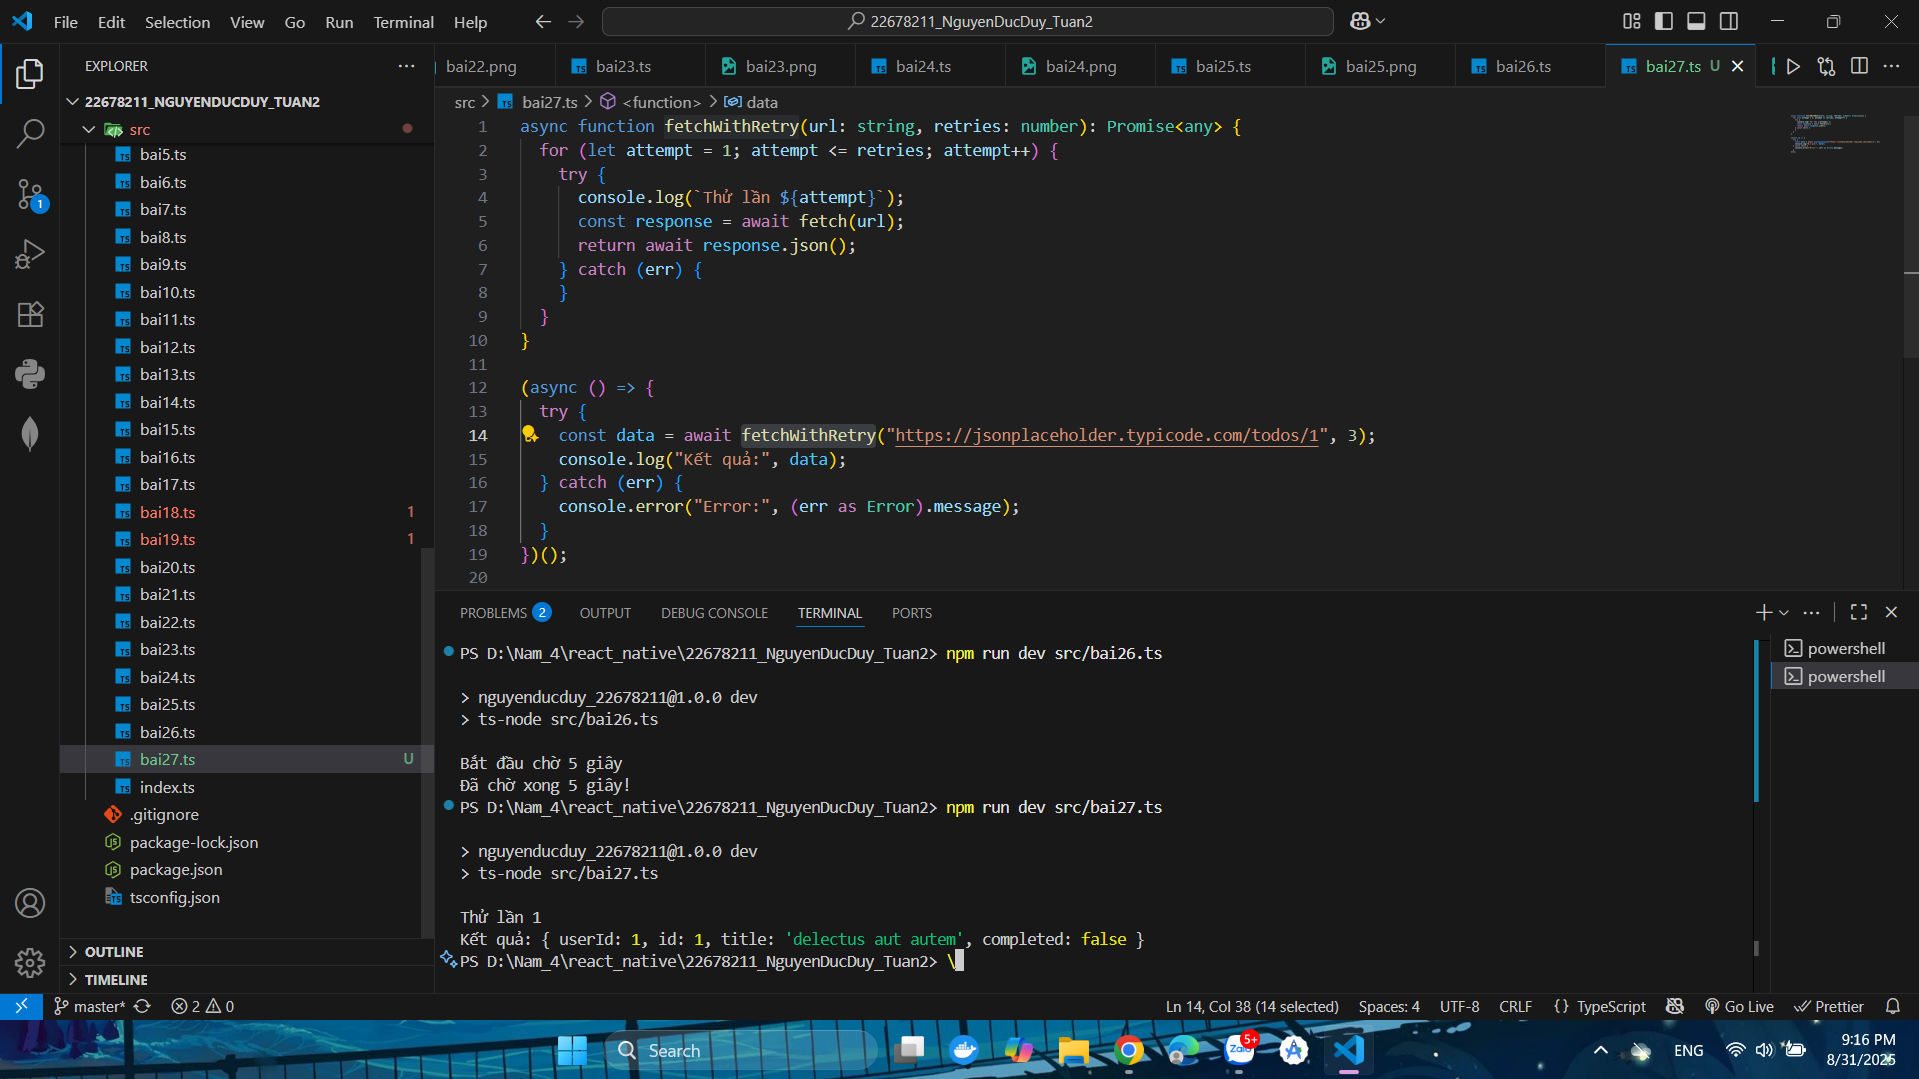 File Edit Selection View Go Run Terminal Help
22678211_NguyenDucDuy_Tuan2
EXPLORER
22678211_NGUYENDUCDUY_TUAN2
src
bai5.ts
bai6.ts
bai7.ts
bai8.ts
bai9.ts
bai10.ts
bai11.ts
bai12.ts
bai13.ts
bai14.ts
bai15.ts
bai16.ts
bai17.ts
bai18.ts 1
bai19.ts 1
bai20.ts
bai21.ts
bai22.ts
bai23.ts
bai24.ts
bai25.ts
bai26.ts
bai27.ts U
index.ts
.gitignore
package-lock.json
package.json
tsconfig.json
OUTLINE
TIMELINE
bai22.png bai23.ts bai23.png bai24.ts bai24.png bai25.ts bai25.png bai26.ts bai27.ts U
src > bai27.ts > <function> > data
1 async function fetchWithRetry(url: string, retries: number): Promise<any> {
2 for (let attempt = 1; attempt <= retries; attempt++) {
3 try {
4 console.log(`Thử lần ${attempt}`);
5 const response = await fetch(url);
6 return await response.json();
7 } catch (err) {
8 }
9 }
10 }
11
12 (async () => {
13 try {
14 const data = await fetchWithRetry("https://jsonplaceholder.typicode.com/todos/1", 3);
15 console.log("Kết quả:", data);
16 } catch (err) {
17 console.error("Error:", (err as Error).message);
18 }
19 })();
20
PROBLEMS 2 OUTPUT DEBUG CONSOLE TERMINAL PORTS
PS D:\Nam_4\react_native\22678211_NguyenDucDuy_Tuan2> npm run dev src/bai26.ts
> nguyenducduy_22678211@1.0.0 dev
> ts-node src/bai26.ts
Bắt đầu chờ 5 giây
Đã chờ xong 5 giây!
PS D:\Nam_4\react_native\22678211_NguyenDucDuy_Tuan2> npm run dev src/bai27.ts
> nguyenducduy_22678211@1.0.0 dev
> ts-node src/bai27.ts
Thử lần 1
Kết quả: { userId: 1, id: 1, title: 'delectus aut autem', completed: false }
PS D:\Nam_4\react_native\22678211_NguyenDucDuy_Tuan2> \
powershell
powershell
1
master* 2 0
Ln 14, Col 38 (14 selected) Spaces: 4 UTF-8 CRLF {} TypeScript Go Live Prettier
Search
Zalo 5+
ENG
9:16 PM
8/31/2025